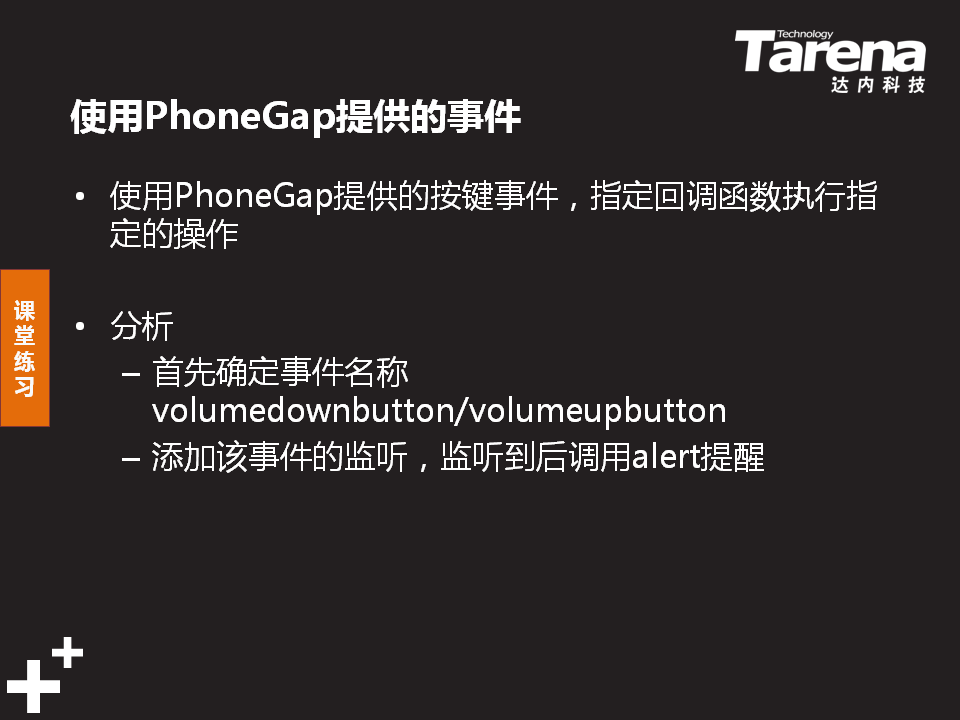 Technology
Tarena
达内科技
使用PhoneGap提供的事件
• 使用PhoneGap提供的按键事件，指定回调函数执行指
定的操作
课
堂
练
习
• 分析
– 首先确定事件名称
volumedownbutton/volumeupbutton
– 添加该事件的监听，监听到后调用alert提醒